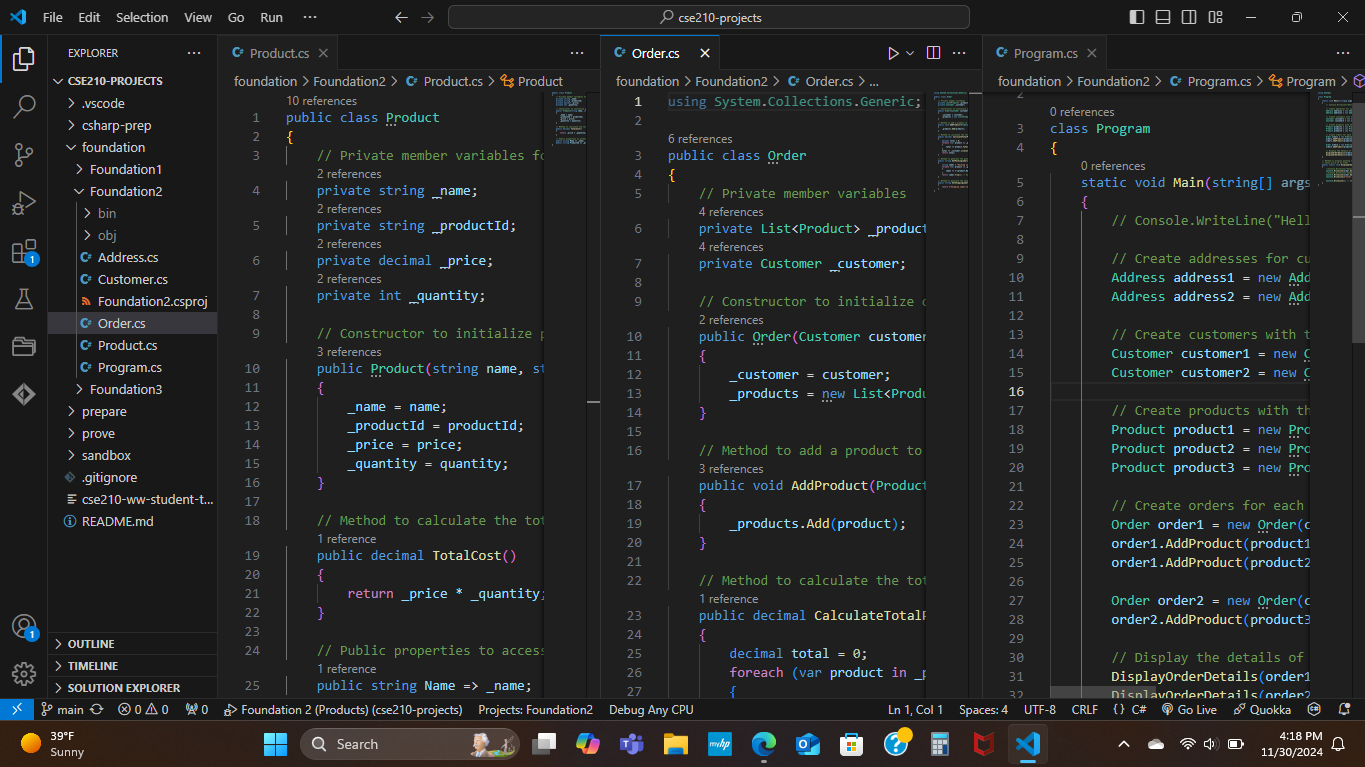 File Edit Selection View Go Run ···
cse210-projects
EXPLORER ···
CSE210-PROJECTS
.vscode
csharp-prep
foundation
Foundation1
Foundation2
bin
obj
Address.cs
Customer.cs
Foundation2.csproj
Order.cs
Product.cs
Program.cs
Foundation3
prepare
prove
sandbox
.gitignore
cse210-ww-student-t...
README.md
OUTLINE
TIMELINE
SOLUTION EXPLORER
1
1
C# Product.cs
foundation > Foundation2 > C# Product.cs > Product
10 references
1 public class Product
2 {
3 // Private member variables fo
2 references
4 private string _name;
2 references
5 private string _productId;
2 references
6 private decimal _price;
2 references
7 private int _quantity;
8
9 // Constructor to initialize p
3 references
10 public Product(string name, st
11 {
12 _name = name;
13 _productId = productId;
14 _price = price;
15 _quantity = quantity;
16 }
17
18 // Method to calculate the tot
1 reference
19 public decimal TotalCost()
20 {
21 return _price * _quantity;
22 }
23
24 // Public properties to access
1 reference
25 public string Name => _name;
C# Order.cs
foundation > Foundation2 > C# Order.cs > ...
1 using System.Collections.Generic;
2
6 references
3 public class Order
4 {
5 // Private member variables
4 references
6 private List<Product> _product
4 references
7 private Customer _customer;
8
9 // Constructor to initialize o
2 references
10 public Order(Customer customer
11 {
12 _customer = customer;
13 _products = new List<Produ
14 }
15
16 // Method to add a product to
3 references
17 public void AddProduct(Product
18 {
19 _products.Add(product);
20 }
21
22 // Method to calculate the tot
1 reference
23 public decimal CalculateTotalP
24 {
25 decimal total = 0;
26 foreach (var product in _p
27 {
C# Program.cs
foundation > Foundation2 > C# Program.cs > Program >
2
0 references
3 class Program
4 {
0 references
5 static void Main(string[] args
6 {
7 // Console.WriteLine("Hell
8
9 // Create addresses for cu
10 Address address1 = new Add
11 Address address2 = new Add
12
13 // Create customers with t
14 Customer customer1 = new C
15 Customer customer2 = new C
16
17 // Create products with th
18 Product product1 = new Pro
19 Product product2 = new Pro
20 Product product3 = new Pro
21
22 // Create orders for each
23 Order order1 = new Order(c
24 order1.AddProduct(product1
25 order1.AddProduct(product2
26
27 Order order2 = new Order(c
28 order2.AddProduct(product3
29
30 // Display the details of
31 DisplayOrderDetails(order1
32 DisplayOrderDetails(order2
main 0 0 0 Foundation 2 (Products) (cse210-projects) Projects: Foundation2 Debug Any CPU Ln 1, Col 1 Spaces: 4 UTF-8 CRLF {} C# Go Live Quokka
39°F
Sunny
Search
myhp
4:18 PM
11/30/2024